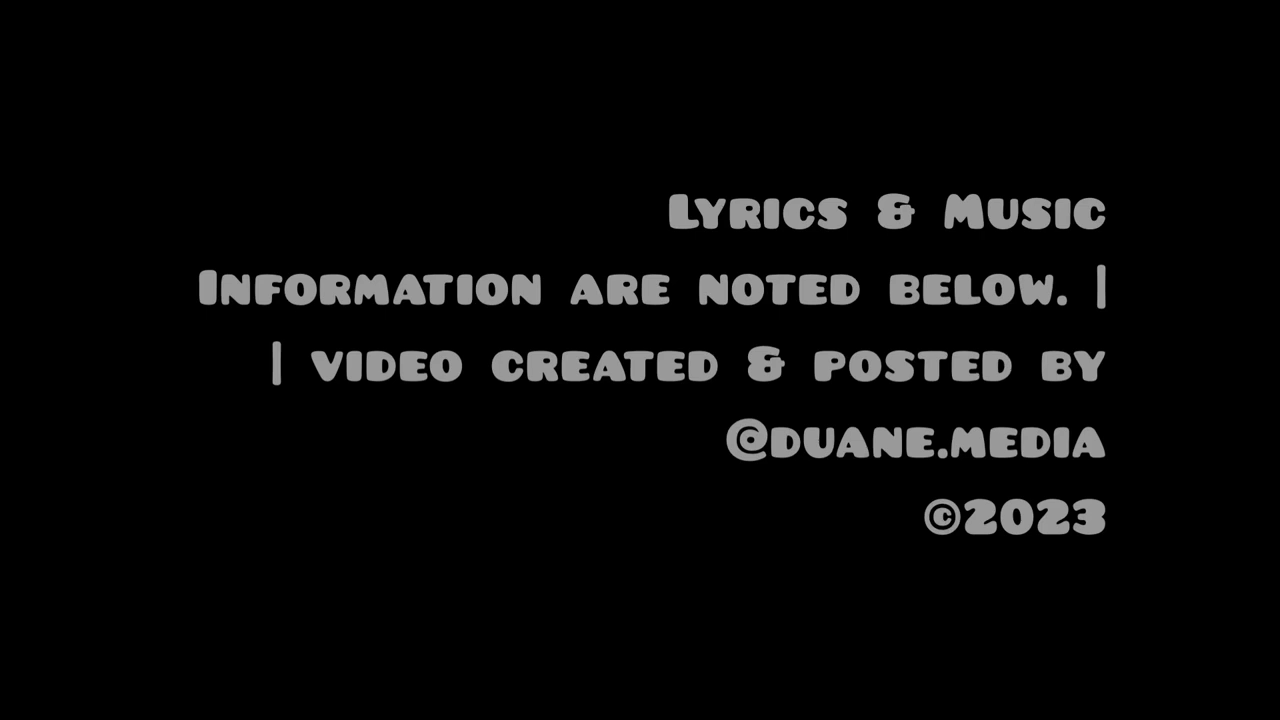 Lyrics & Music
Information are noted below. |
| video created & posted by
@duane.media
©2023